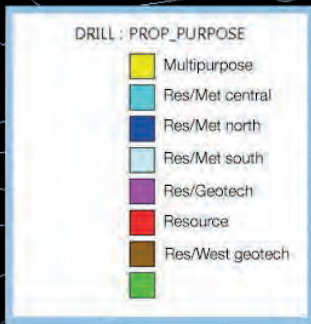 DRILL : PROP_PURPOSE
Multipurpose
Res/Met central
Res/Met north
Res/Met south
Res/Geotech
Resource
Res/West geotech